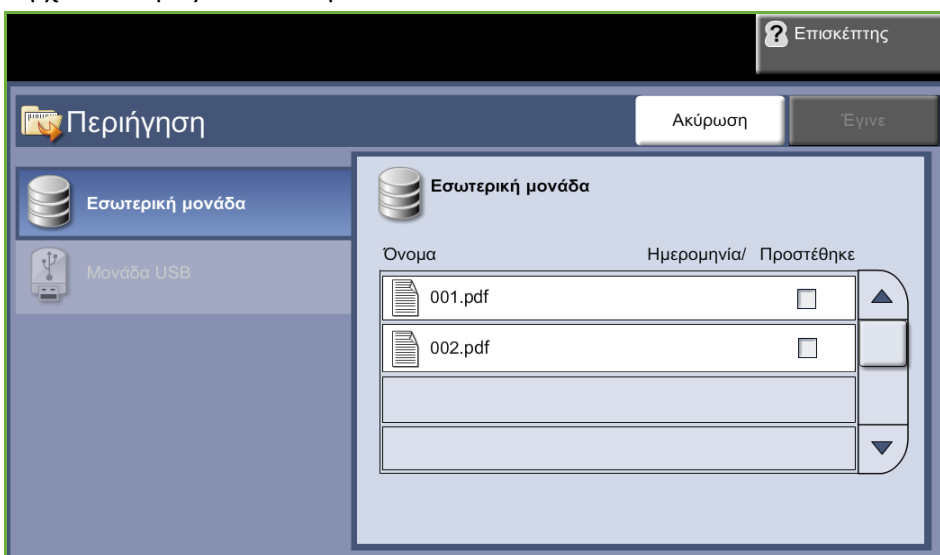 Επισκέπτης
Περιήγηση
Ακύρωση
Έγινε
Εσωτερική μονάδα
Μονάδα USB
Εσωτερική μονάδα
Όνομα Ημερομηνία/ Προστέθηκε
001.pdf
002.pdf